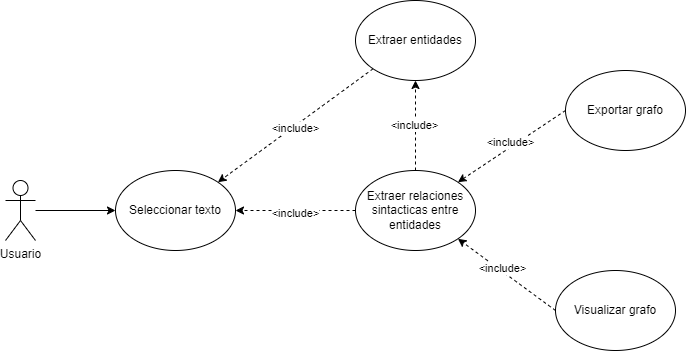 Extraer entidades
<include>
<include>
Exportar grafo
<include>
Usuario
Seleccionar texto
<include>
Extraer relaciones
sintacticas entre
entidades
<include>
Visualizar grafo